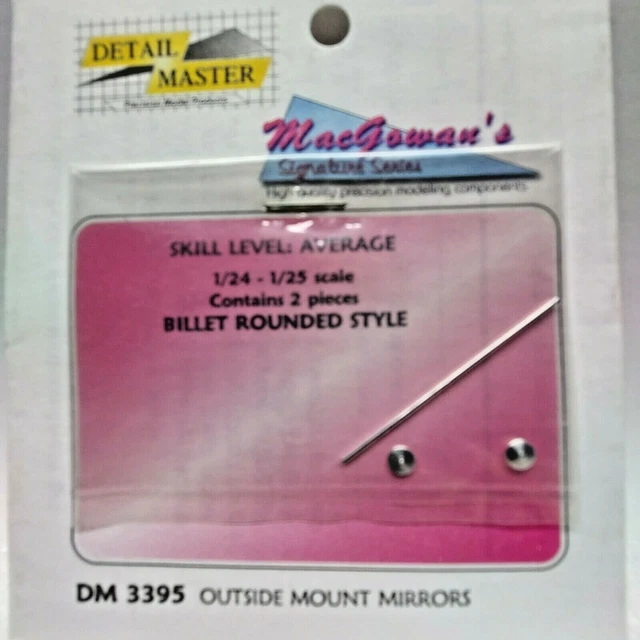 DETAIL
MASTER
Precision Model Products
MacGowan's
Signature Series
High quality precision modeling components
SKILL LEVEL: AVERAGE
1/24 - 1/25 scale
Contains 2 pieces
BILLET ROUNDED STYLE
DM 3395 OUTSIDE MOUNT MIRRORS